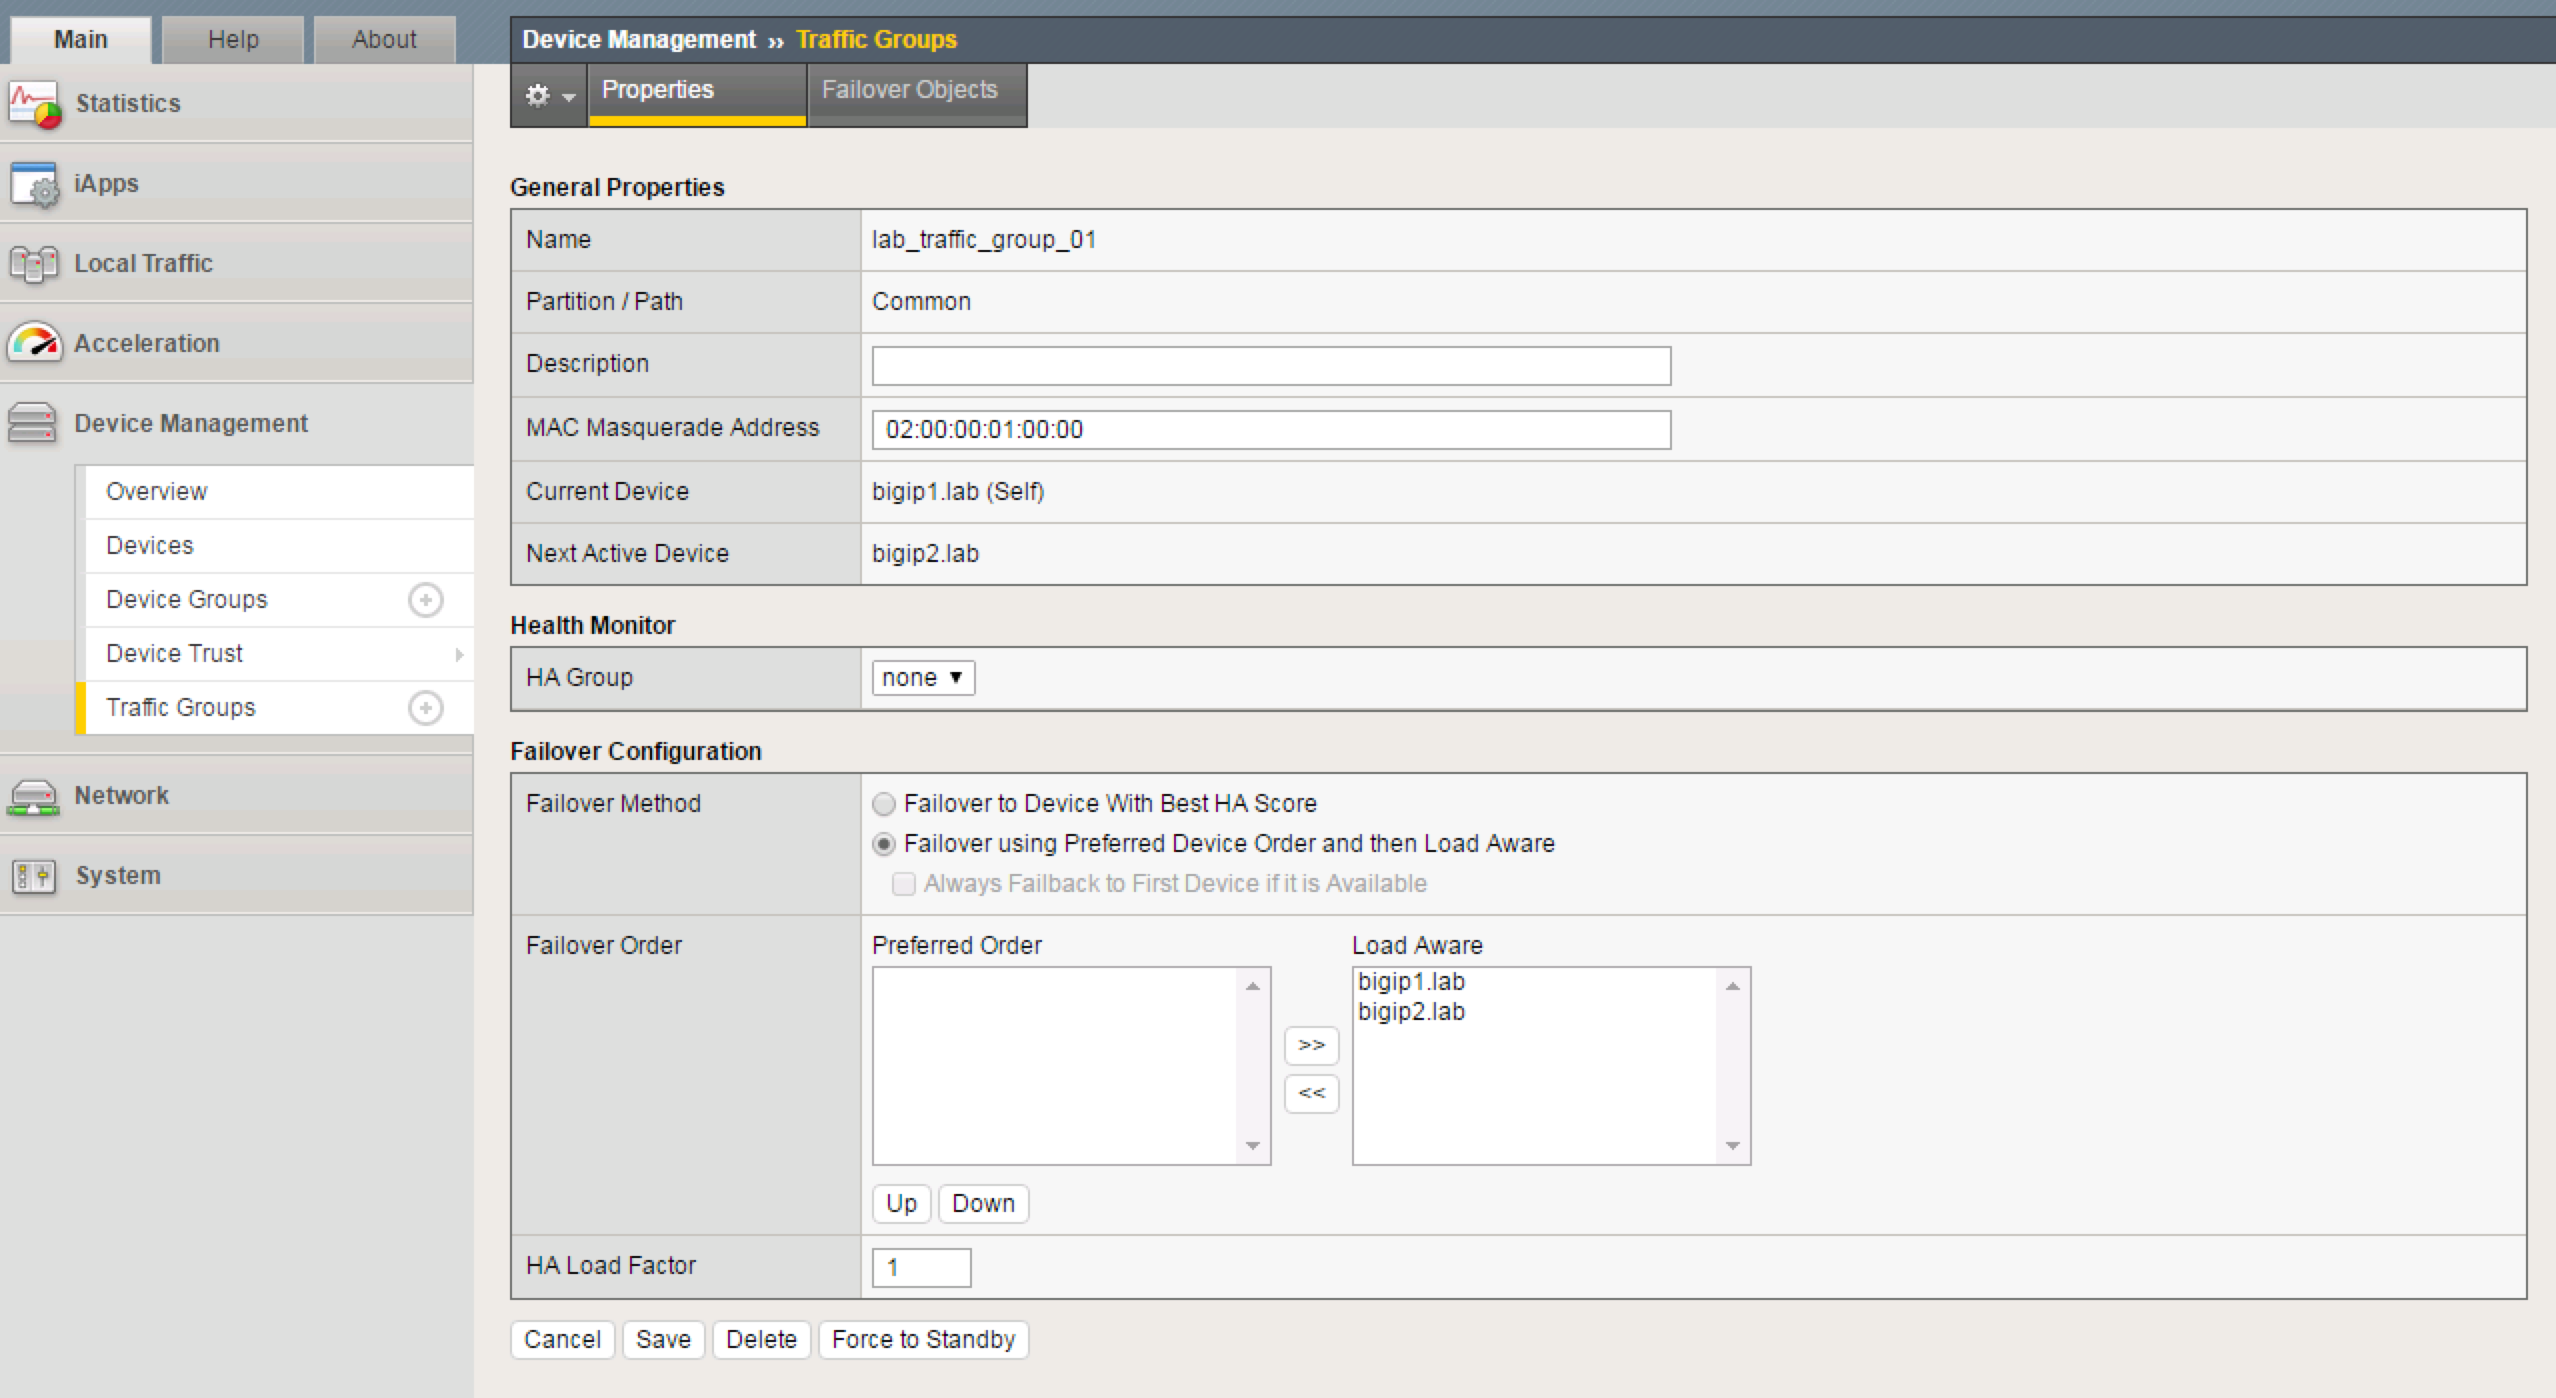 Main Help About
Statistics
iApps
Local Traffic
Acceleration
Device Management
Overview
Devices
Device Groups
Device Trust
Traffic Groups
Network
System
Device Management ›› Traffic Groups
Properties Failover Objects
General Properties
Name lab_traffic_group_01
Partition / Path Common
Description
MAC Masquerade Address 02:00:00:01:00:00
Current Device bigip1.lab (Self)
Next Active Device bigip2.lab
Health Monitor
HA Group none
Failover Configuration
Failover Method Failover to Device With Best HA Score
Failover using Preferred Device Order and then Load Aware
Always Failback to First Device if it is Available
Failover Order Preferred Order Load Aware
bigip1.lab
bigip2.lab
>>
<<
Up Down
HA Load Factor 1
Cancel Save Delete Force to Standby